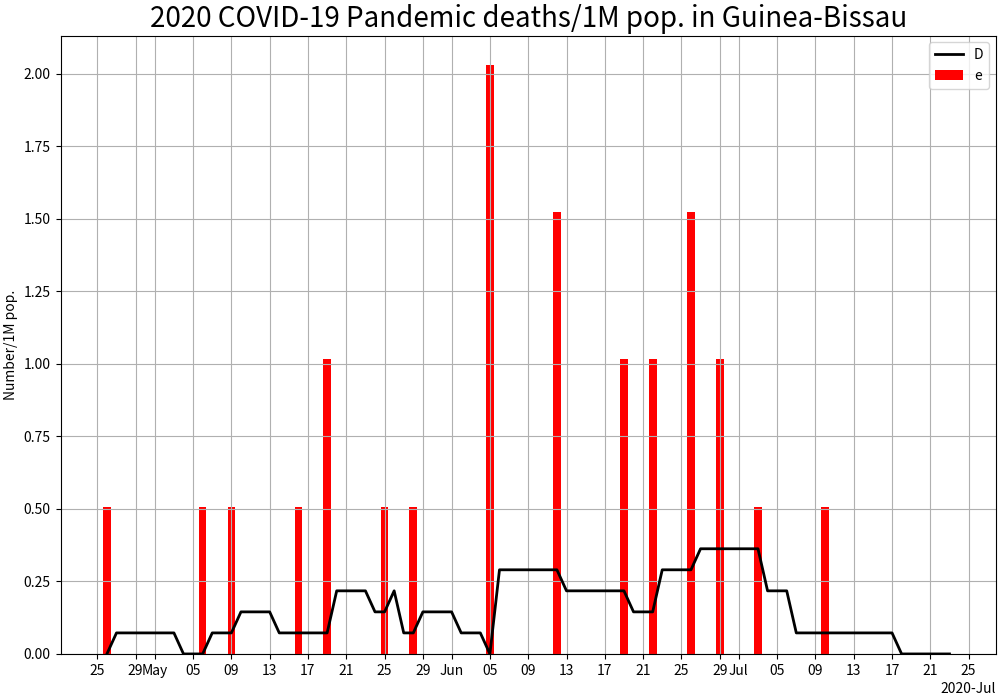 2020 COVID-19 Pandemic deaths/1M pop. in Guinea-Bissau
D
e
Number/1M pop.
2.00
1.75
1.50
1.25
1.00
0.75
0.50
0.25
0.00
25 29 May 05 09 13 17 21 25 29 Jun 05 09 13 17 21 25 29 Jul 05 09 13 17 21 25
2020-Jul